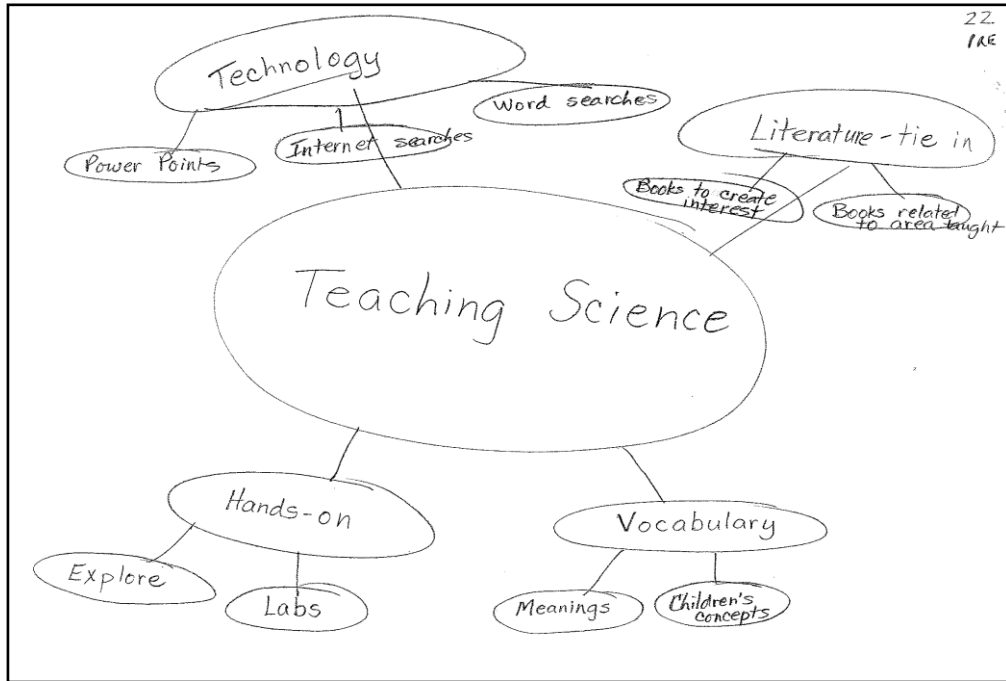 22.
PRE
Technology
Word searches
Internet searches
Power Points
Literature-tie in
Books to create
interest
Books related
to area taught
Teaching Science
Hands-on
Explore
Labs
Vocabulary
Meanings
Children's
concepts